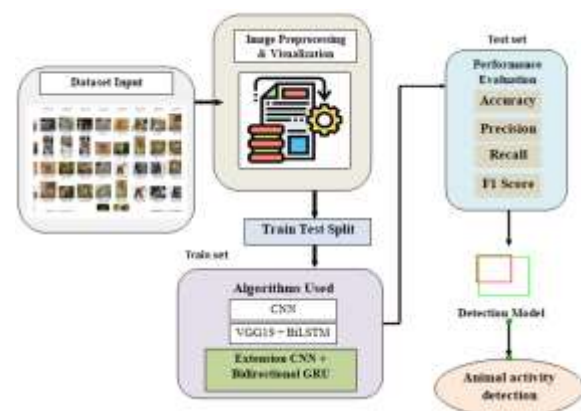 Dataset Input
Image Preprocessing
& Visualization
Train Test Split
Train set
Algorithms Used
CNN
VGG19 + BiLSTM
Extension CNN +
Bidirectional GRU
Test set
Performance
Evaluation
Accuracy
Precision
Recall
F1 Score
Detection Model
Animal activity
detection